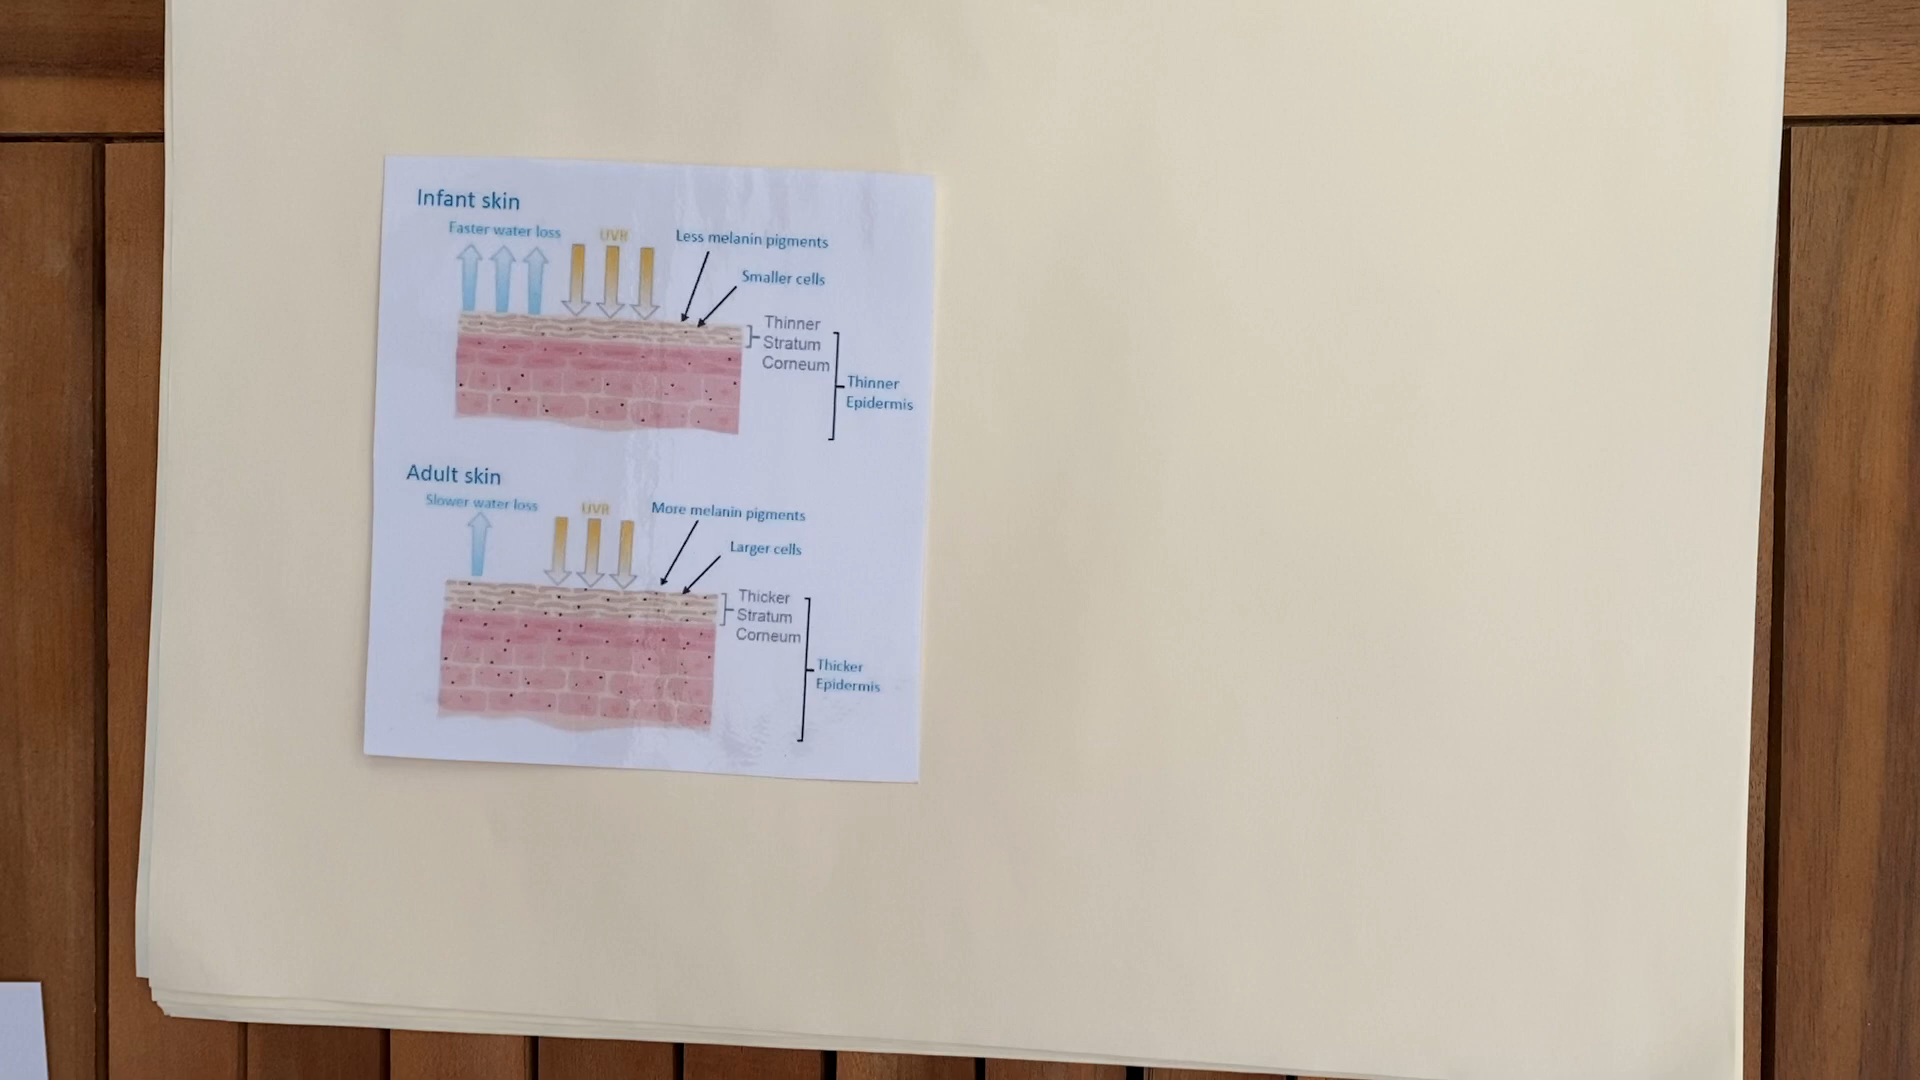 Infant skin
Faster water loss
UVR
Less melanin pigments
Smaller cells
Thinner
Stratum
Corneum
Thinner
Epidermis
Adult skin
Slower water loss
UVR
More melanin pigments
Larger cells
Thicker
Stratum
Corneum
Thicker
Epidermis